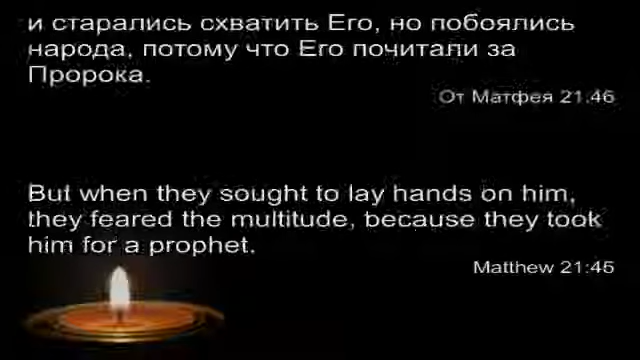 и старались схватить Его, но побоялись
народа, потому что Его почитали за
Пророка.
От Матфея 21:46
But when they sought to lay hands on him,
they feared the multitude, because they took
him for a prophet.
Matthew 21:45